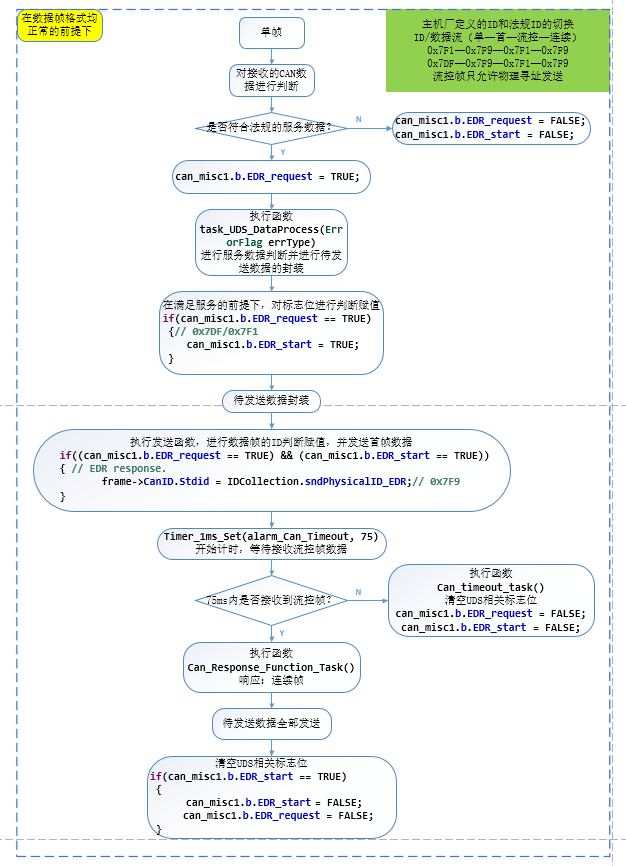 在数据帧格式均
正常的前提下
单帧
主机厂定义的ID和法规ID的切换
ID/数据流（单一首一流控一连续）
0x7F1—0x7F9—0x7F1—0x7F9
0x7DF—0x7F9—0x7F1—0x7F9
流控帧只允许物理寻址发送
对接收的CAN数
据进行判断
是否符合法规的服务数据?
N
can_misc1.b.EDR_request = FALSE;
can_misc1.b.EDR_start = FALSE;
Y
can_misc1.b.EDR_request = TRUE;
执行函数
task_UDS_DataProcess(Err
orFlag errType)
进行服务数据判断并进行待发
送数据的封装
在满足服务的前提下，对标志位进行判断赋值
if(can_misc1.b.EDR_request == TRUE)
{// 0x7DF/0x7F1
can_misc1.b.EDR_start = TRUE;
}
待发送数据封装
执行发送函数，进行数据帧的ID判断赋值，并发送首帧数据
if((can_misc1.b.EDR_request == TRUE) && (can_misc1.b.EDR_start == TRUE))
{ // EDR response.
frame->CanID.Stdid = IDCollection.sndPhysicalID_EDR;// 0x7F9
}
Timer_1ms_Set(alarm_Can_Timeout, 75)
开始计时，等待接收流控帧数据
75ms内是否接收到流控帧?
N
执行函数
Can_timeout_task()
清空UDS相关标志位
can_misc1.b.EDR_request = FALSE;
can_misc1.b.EDR_start = FALSE;
Y
执行函数
Can_Response_Function_Task()
响应：连续帧
待发送数据全部发送
清空UDS相关标志位
if(can_misc1.b.EDR_start == TRUE)
{
can_misc1.b.EDR_start = FALSE;
can_misc1.b.EDR_request = FALSE;
}